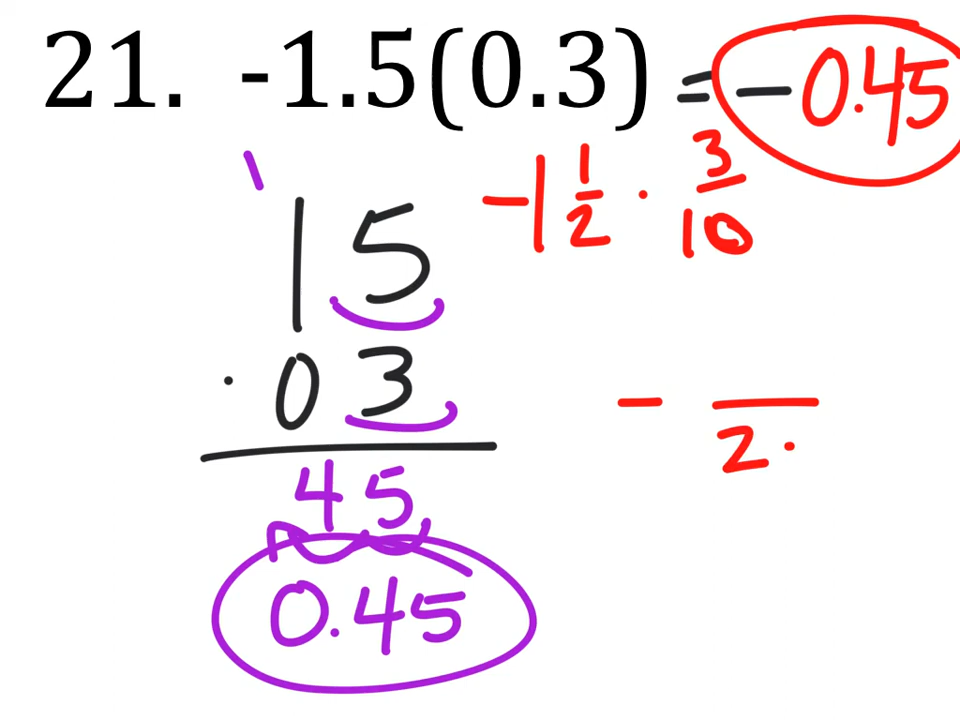 21. -1.5(0.3) = -0.45
-1 1/2 · 3/10
15
· 03
45
0.45
- /2·